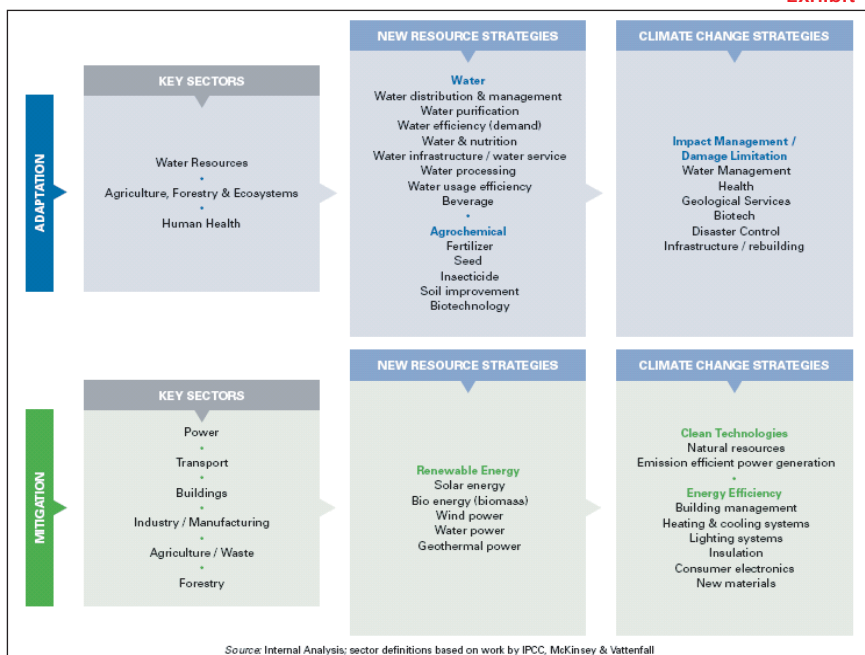 Exhibit
ADAPTATION
KEY SECTORS
Water Resources
•
Agriculture, Forestry & Ecosystems
•
Human Health
NEW RESOURCE STRATEGIES
Water
Water distribution & management
Water purification
Water efficiency (demand)
Water & nutrition
Water infrastructure / water service
Water processing
Water usage efficiency
Beverage
•
Agrochemical
Fertilizer
Seed
Insecticide
Soil improvement
Biotechnology
CLIMATE CHANGE STRATEGIES
Impact Management /
Damage Limitation
Water Management
Health
Geological Services
Biotech
Disaster Control
Infrastructure / rebuilding
MITIGATION
KEY SECTORS
Power
•
Transport
•
Buildings
•
Industry / Manufacturing
•
Agriculture / Waste
•
Forestry
NEW RESOURCE STRATEGIES
Renewable Energy
Solar energy
Bio energy (biomass)
Wind power
Water power
Geothermal power
CLIMATE CHANGE STRATEGIES
Clean Technologies
Natural resources
Emission efficient power generation
•
Energy Efficiency
Building management
Heating & cooling systems
Lighting systems
Insulation
Consumer electronics
New materials
Source: Internal Analysis; sector definitions based on work by IPCC, McKinsey & Vattenfall